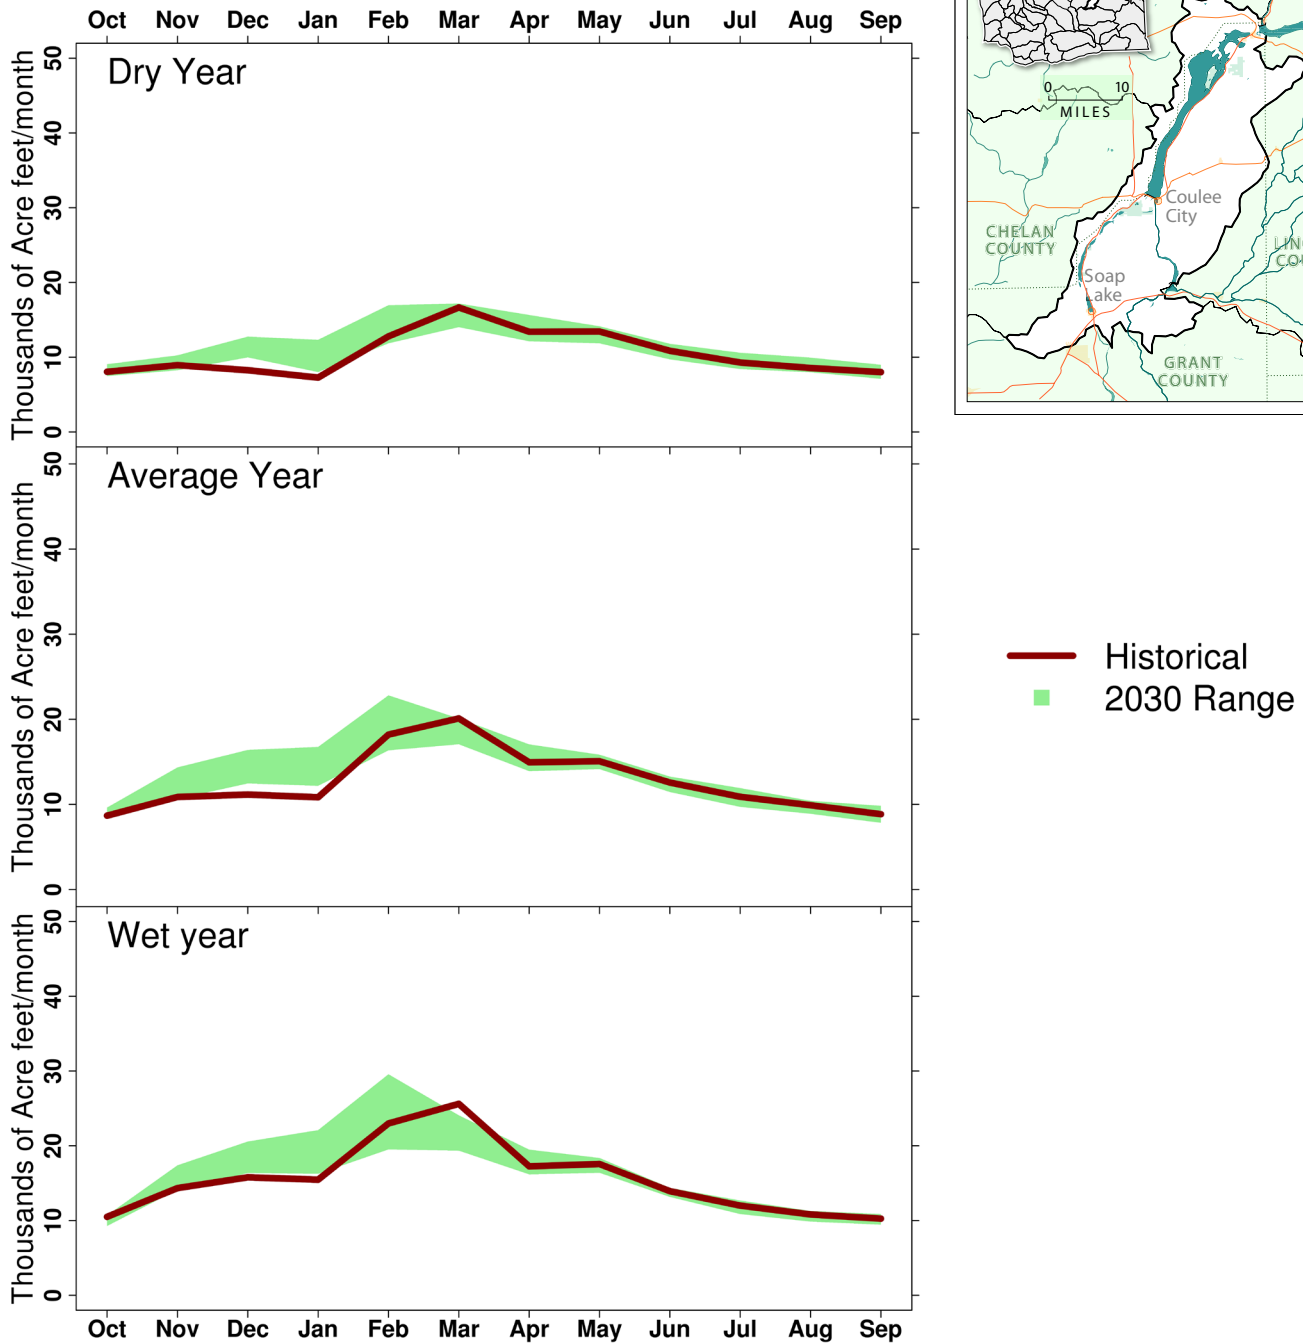 Oct Nov Dec Jan Feb Mar Apr May Jun Jul Aug Sep
Thousands of Acre feet/month
50
40
30
20
10
0
Dry Year
Thousands of Acre feet/month
50
40
30
20
10
0
Average Year
Thousands of Acre feet/month
50
40
30
20
10
0
Wet year
Oct Nov Dec Jan Feb Mar Apr May Jun Jul Aug Sep
0 10
MILES
Coulee
City
CHELAN
COUNTY
LIN
COU
Soap
Lake
GRANT
COUNTY
Historical
2030 Range